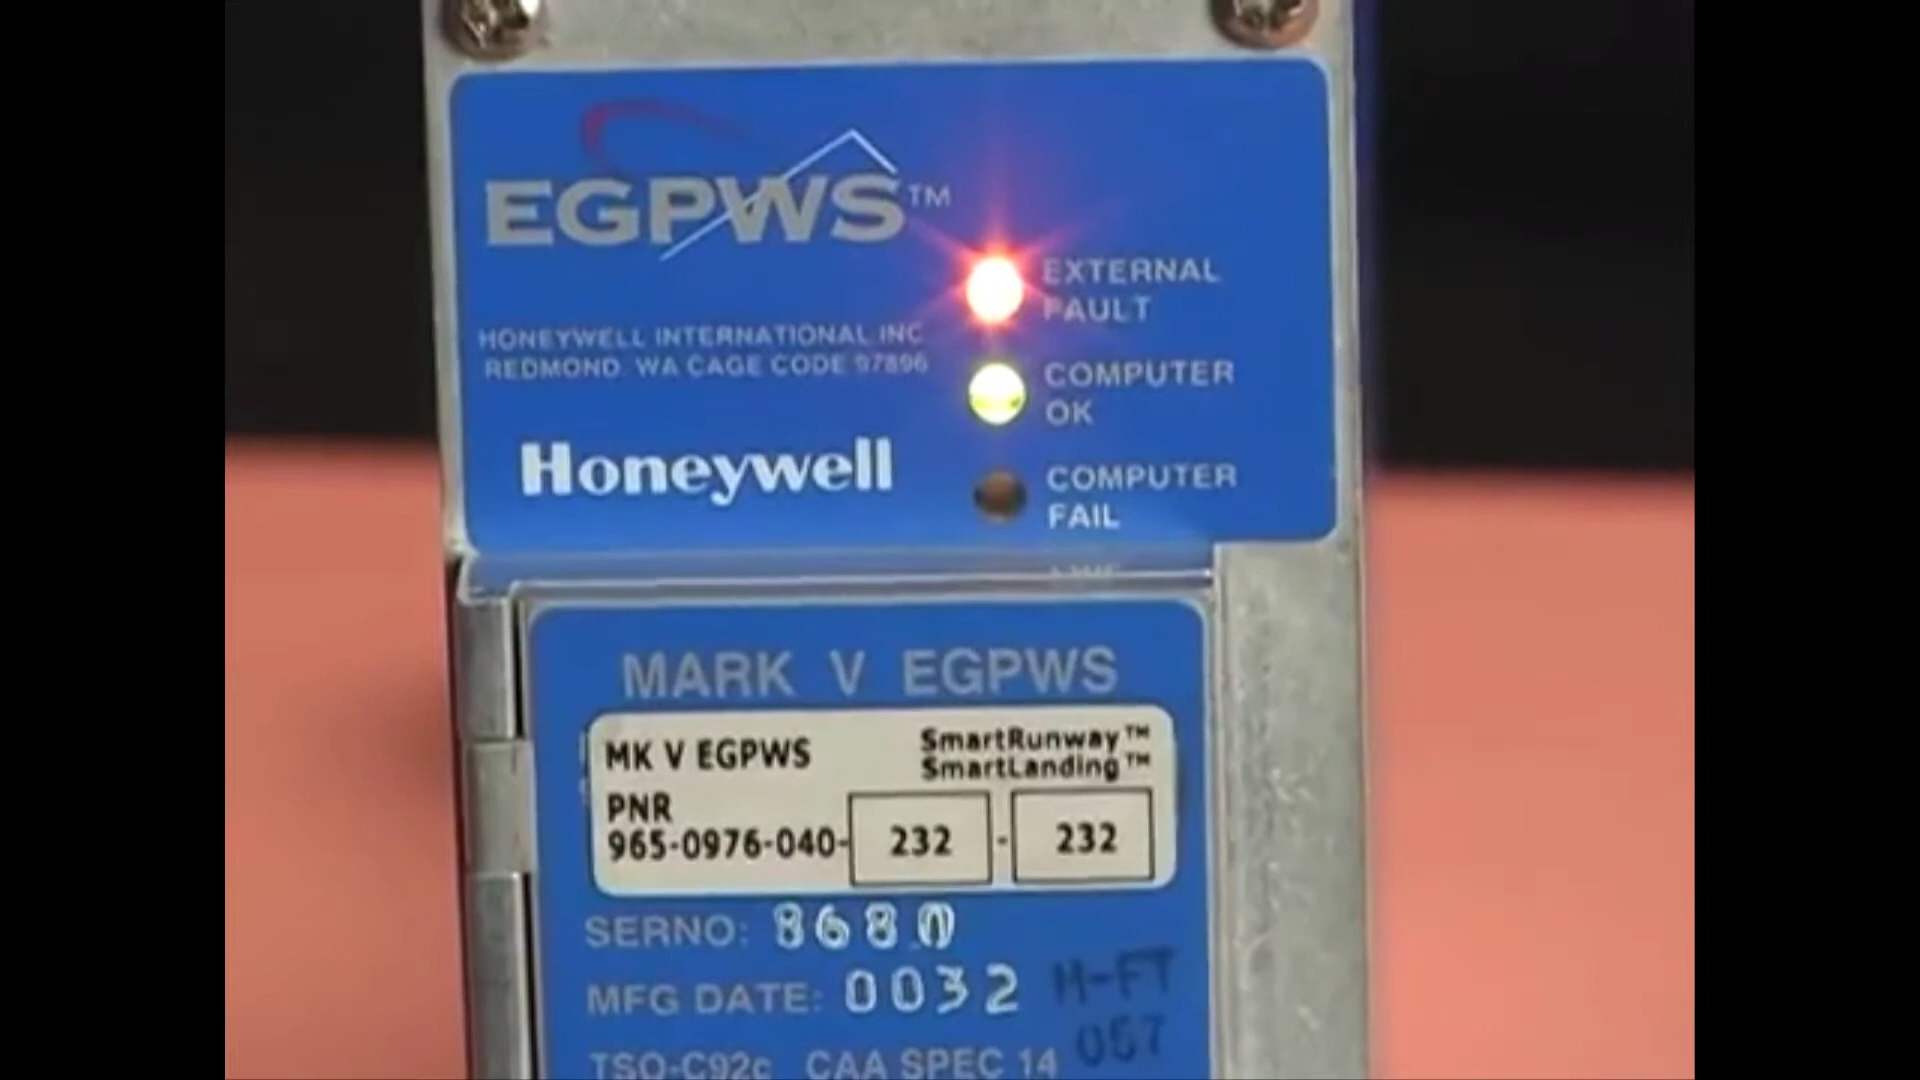 EGPWS™
EXTERNAL
FAULT
HONEYWELL INTERNATIONAL INC
REDMOND WA CAGE CODE 97896
COMPUTER
OK
Honeywell
COMPUTER
FAIL
MARK V EGPWS
MK V EGPWS
SmartRunway™
SmartLanding™
PNR
965-0976-040- 232 - 232
SERNO: 8680
MFG DATE: 0032
H-FT
057
TSO-C92c CAA SPEC 14